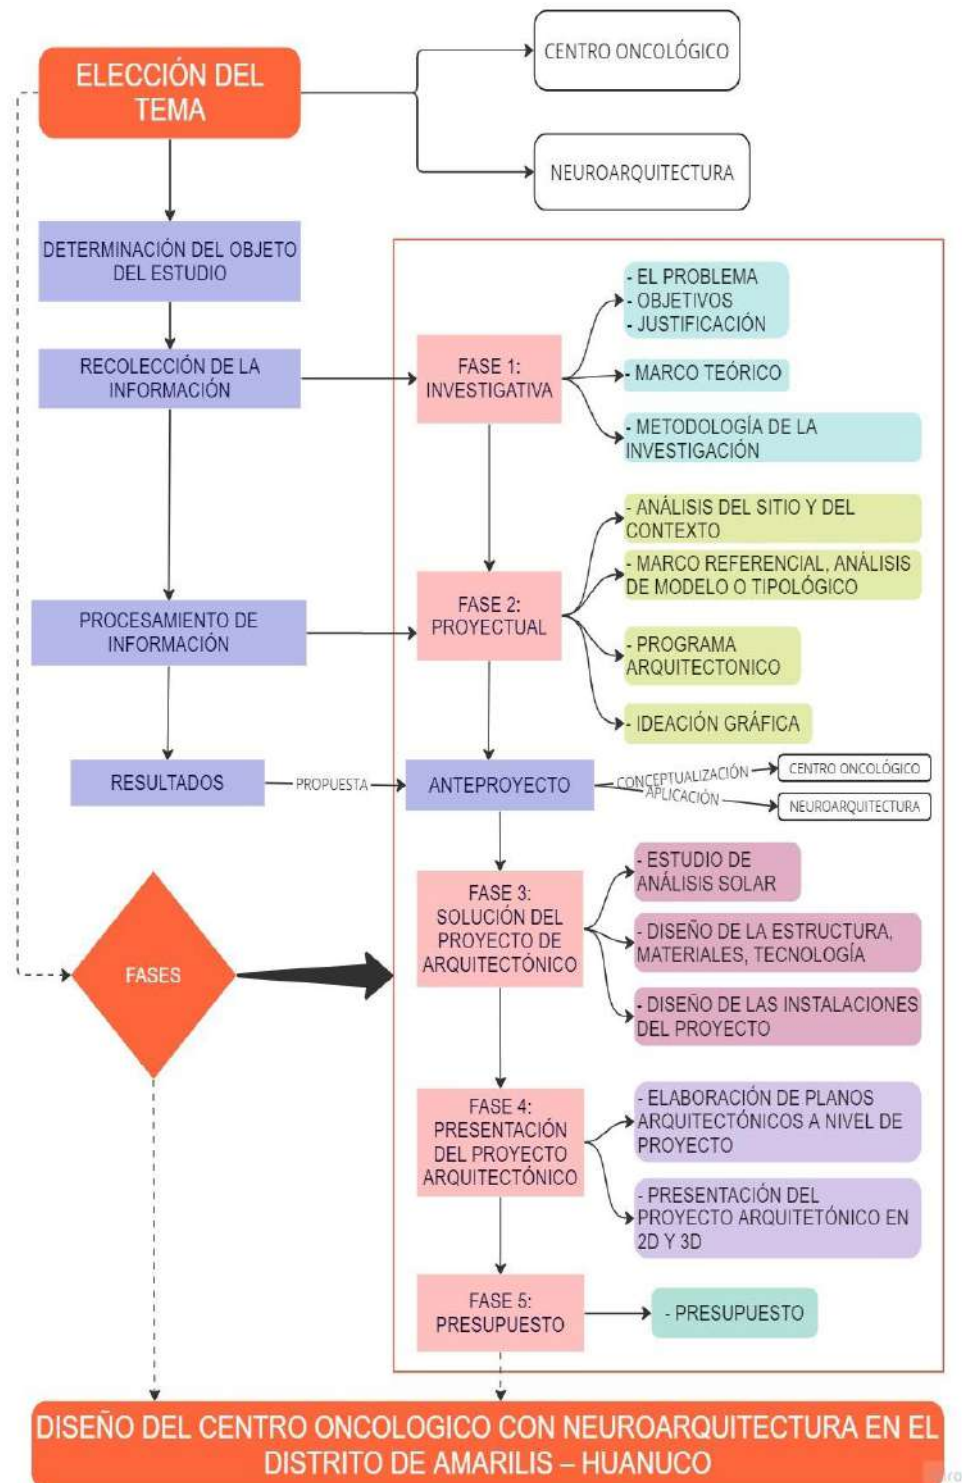 ELECCIÓN DEL
TEMA
CENTRO ONCOLÓGICO
NEUROARQUITECTURA
DETERMINACIÓN DEL OBJETO
DEL ESTUDIO
RECOLECCIÓN DE LA
INFORMACIÓN
FASE 1:
INVESTIGATIVA
- EL PROBLEMA
- OBJETIVOS
- JUSTIFICACIÓN
- MARCO TEÓRICO
- METODOLOGÍA DE LA
INVESTIGACIÓN
PROCESAMIENTO DE
INFORMACIÓN
FASE 2:
PROYECTUAL
- ANÁLISIS DEL SITIO Y DEL
CONTEXTO
- MARCO REFERENCIAL, ANÁLISIS
DE MODELO O TIPOLÓGICO
- PROGRAMA
ARQUITECTONICO
- IDEACIÓN GRÁFICA
RESULTADOS
PROPUESTA
ANTEPROYECTO
CONCEPTUALIZACIÓN
CENTRO ONCOLÓGICO
APLICACIÓN
NEUROARQUITECTURA
FASES
FASE 3:
SOLUCIÓN DEL
PROYECTO DE
ARQUITECTÓNICO
- ESTUDIO DE
ANÁLISIS SOLAR
- DISEÑO DE LA ESTRUCTURA,
MATERIALES, TECNOLOGÍA
- DISEÑO DE LAS INSTALACIONES
DEL PROYECTO
FASE 4:
PRESENTACIÓN
DEL PROYECTO
ARQUITECTÓNICO
- ELABORACIÓN DE PLANOS
ARQUITECTÓNICOS A NIVEL DE
PROYECTO
- PRESENTACIÓN DEL
PROYECTO ARQUITETÓNICO EN
2D Y 3D
FASE 5:
PRESUPUESTO
- PRESUPUESTO
DISEÑO DEL CENTRO ONCOLOGICO CON NEUROARQUITECTURA EN EL
DISTRITO DE AMARILIS – HUANUCO